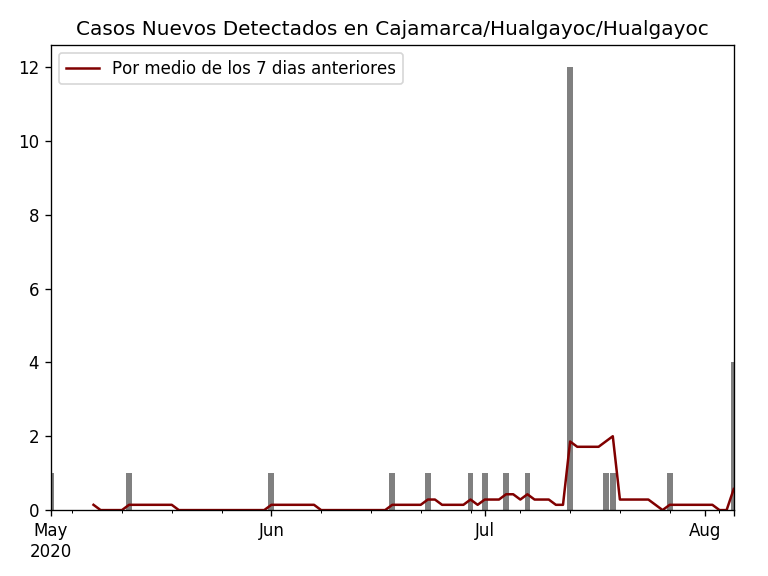 Casos Nuevos Detectados en Cajamarca/Hualgayoc/Hualgayoc
Por medio de los 7 dias anteriores
12
10
8
6
4
2
0
May
2020
Jun
Jul
Aug